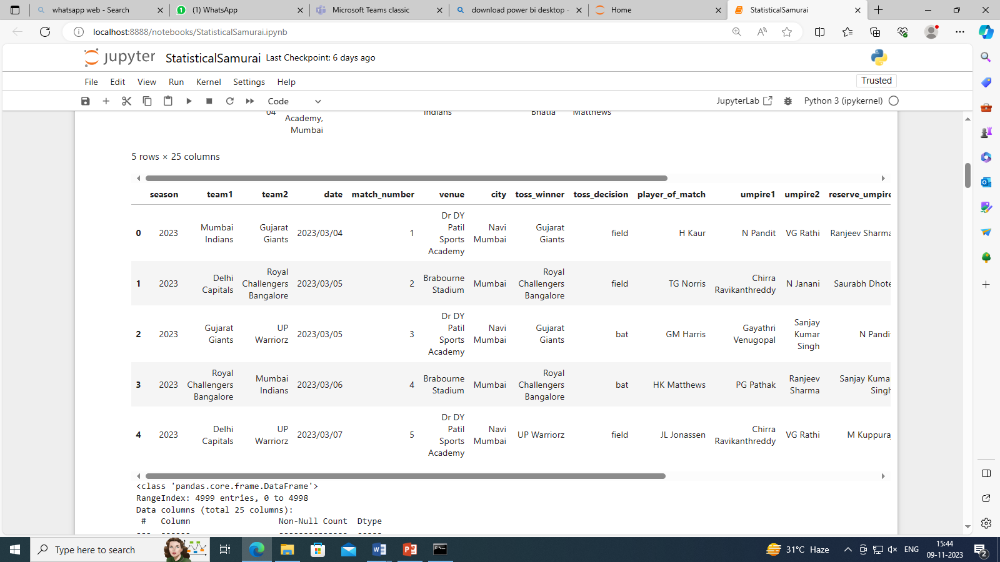 whatsapp web - Search
(1) WhatsApp
Microsoft Teams classic
download power bi desktop -
Home
StatisticalSamurai
localhost:8888/notebooks/StatisticalSamurai.ipynb
jupyter StatisticalSamurai Last Checkpoint: 6 days ago
File Edit View Run Kernel Settings Help
Trusted
Code
JupyterLab
Python 3 (ipykernel)
04 Academy, Indians Bhatia Matthews
Mumbai
5 rows × 25 columns
season team1 team2 date match_number venue city toss_winner toss_decision player_of_match umpire1 umpire2 reserve_umpire
0 2023 Mumbai Indians Gujarat Giants 2023/03/04 1 Dr DY Patil Sports Academy Navi Mumbai Gujarat Giants field H Kaur N Pandit VG Rathi Ranjeev Sharma
1 2023 Delhi Capitals Royal Challengers Bangalore 2023/03/05 2 Brabourne Stadium Mumbai Royal Challengers Bangalore field TG Norris Chirra Ravikanthreddy N Janani Saurabh Dhote
2 2023 Gujarat Giants UP Warriorz 2023/03/05 3 Dr DY Patil Sports Academy Navi Mumbai Gujarat Giants bat GM Harris Gayathri Venugopal Sanjay Kumar Singh N Pandit
3 2023 Royal Challengers Bangalore Mumbai Indians 2023/03/06 4 Brabourne Stadium Mumbai Royal Challengers Bangalore bat HK Matthews PG Pathak Ranjeev Sharma Sanjay Kumar Singh
4 2023 Delhi Capitals UP Warriorz 2023/03/07 5 Dr DY Patil Sports Academy Navi Mumbai UP Warriorz field JL Jonassen Chirra Ravikanthreddy VG Rathi M Kuppuraj
<class 'pandas.core.frame.DataFrame'>
RangeIndex: 4999 entries, 0 to 4998
Data columns (total 25 columns):
# Column Non-Null Count Dtype
--- ------ -------------- -----
Type here to search
31°C Haze
ENG
15:44
09-11-2023
2